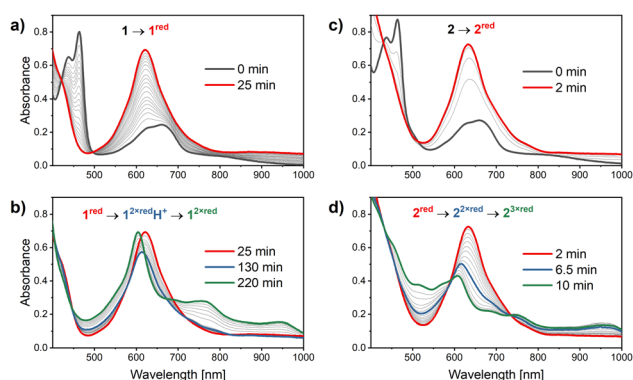 a)
1 → 1red
0 min
25 min
Absorbance
0.8
0.6
0.4
0.2
0.0
500 600 700 800 900 1000
c)
2 → 2red
0 min
2 min
Absorbance
0.8
0.6
0.4
0.2
0.0
500 600 700 800 900 1000
b)
1red → 12×redH+ → 12×red
25 min
130 min
220 min
Absorbance
0.8
0.6
0.4
0.2
0.0
500 600 700 800 900 1000
Wavelength [nm]
d)
2red → 22×red → 23×red
2 min
6.5 min
10 min
Absorbance
0.8
0.6
0.4
0.2
0.0
500 600 700 800 900 1000
Wavelength [nm]